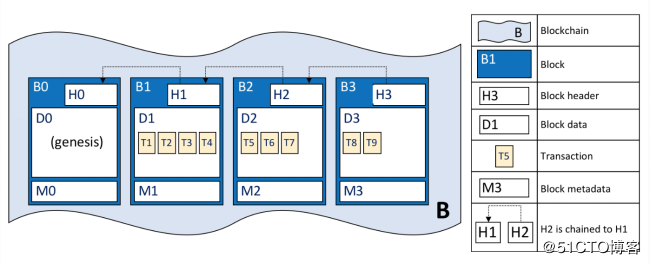 B0 H0 B1 H1 B2 H2 B3 H3
D0 D1 D2 D3
(genesis) T1 T2 T3 T4 T5 T6 T7 T8 T9
M0 M1 M2 M3
B
B Blockchain
B1 Block
H3 Block header
D1 Block data
T5 Transaction
M3 Block metadata
H1 H2 H2 is chained to H1
@51CTO博客